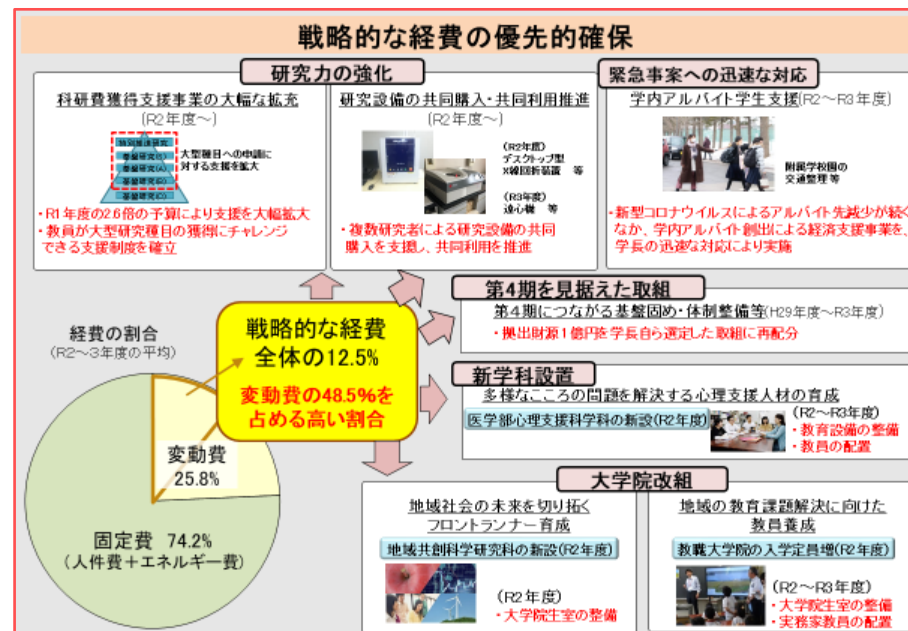 戦略的な経費の優先的確保
研究力の強化
科研費獲得支援事業の大幅な拡充
(R2年度～)
特別推進研究
基盤研究(S)
基盤研究(A)
基盤研究(B)
基盤研究(C)
大型種目への申請に
対する支援を拡大
・R1年度の2.6倍の予算により支援を大幅拡大
・教員が大型研究種目の獲得にチャレンジ
できる支援制度を確立
研究設備の共同購入・共同利用推進
(R2年度～)
(R2年度)
デスクトップ型
X線回折装置 等
(R3年度)
遠心機 等
・複数研究者による研究設備の共同
購入を支援し、共同利用を推進
緊急事案への迅速な対応
学内アルバイト学生支援(R2～R3年度)
附属学校園の
交通整理等
・新型コロナウイルスによるアルバイト先減少が続く
なか、学内アルバイト創出による経済支援事業を、
学長の迅速な対応により実施
第4期を見据えた取組
第4期につながる基盤固め・体制整備等(H29年度～R3年度)
・拠出財源1億円を学長自ら選定した取組に再配分
経費の割合
(R2～3年度の平均)
戦略的な経費
全体の12.5%
変動費の48.5%を
占める高い割合
変動費
25.8%
固定費 74.2%
(人件費＋エネルギー費)
新学科設置
多様なこころの問題を解決する心理支援人材の育成
医学部心理支援科学科の新設(R2年度)
(R2～R3年度)
・教育設備の整備
・教員の配置
大学院改組
地域社会の未来を切り拓く
フロントランナー育成
地域共創科学研究科の新設(R2年度)
(R2年度)
・大学院生室の整備
地域の教育課題解決に向けた
教員養成
教職大学院の入学定員増(R2年度)
(R2～R3年度)
・大学院生室の整備
・実務家教員の配置